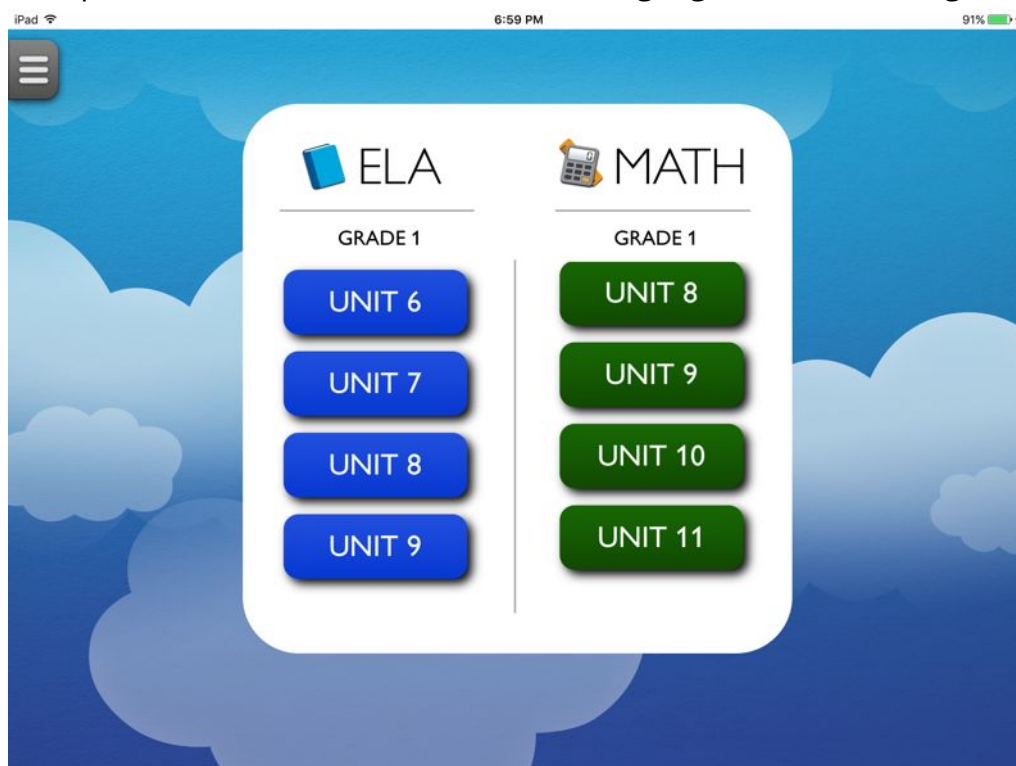 iPad 6:59 PM 91%
ELA
GRADE 1
UNIT 6
UNIT 7
UNIT 8
UNIT 9
MATH
GRADE 1
UNIT 8
UNIT 9
UNIT 10
UNIT 11